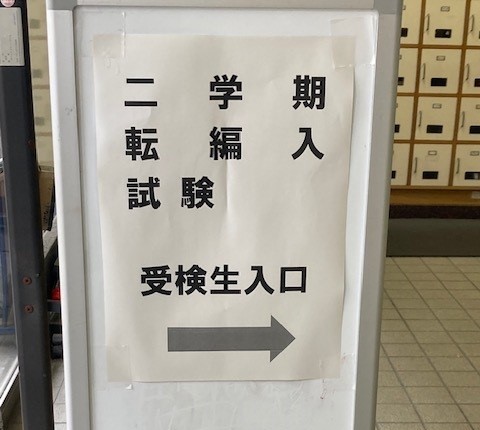 二学期
転編入
試験
受検生入口